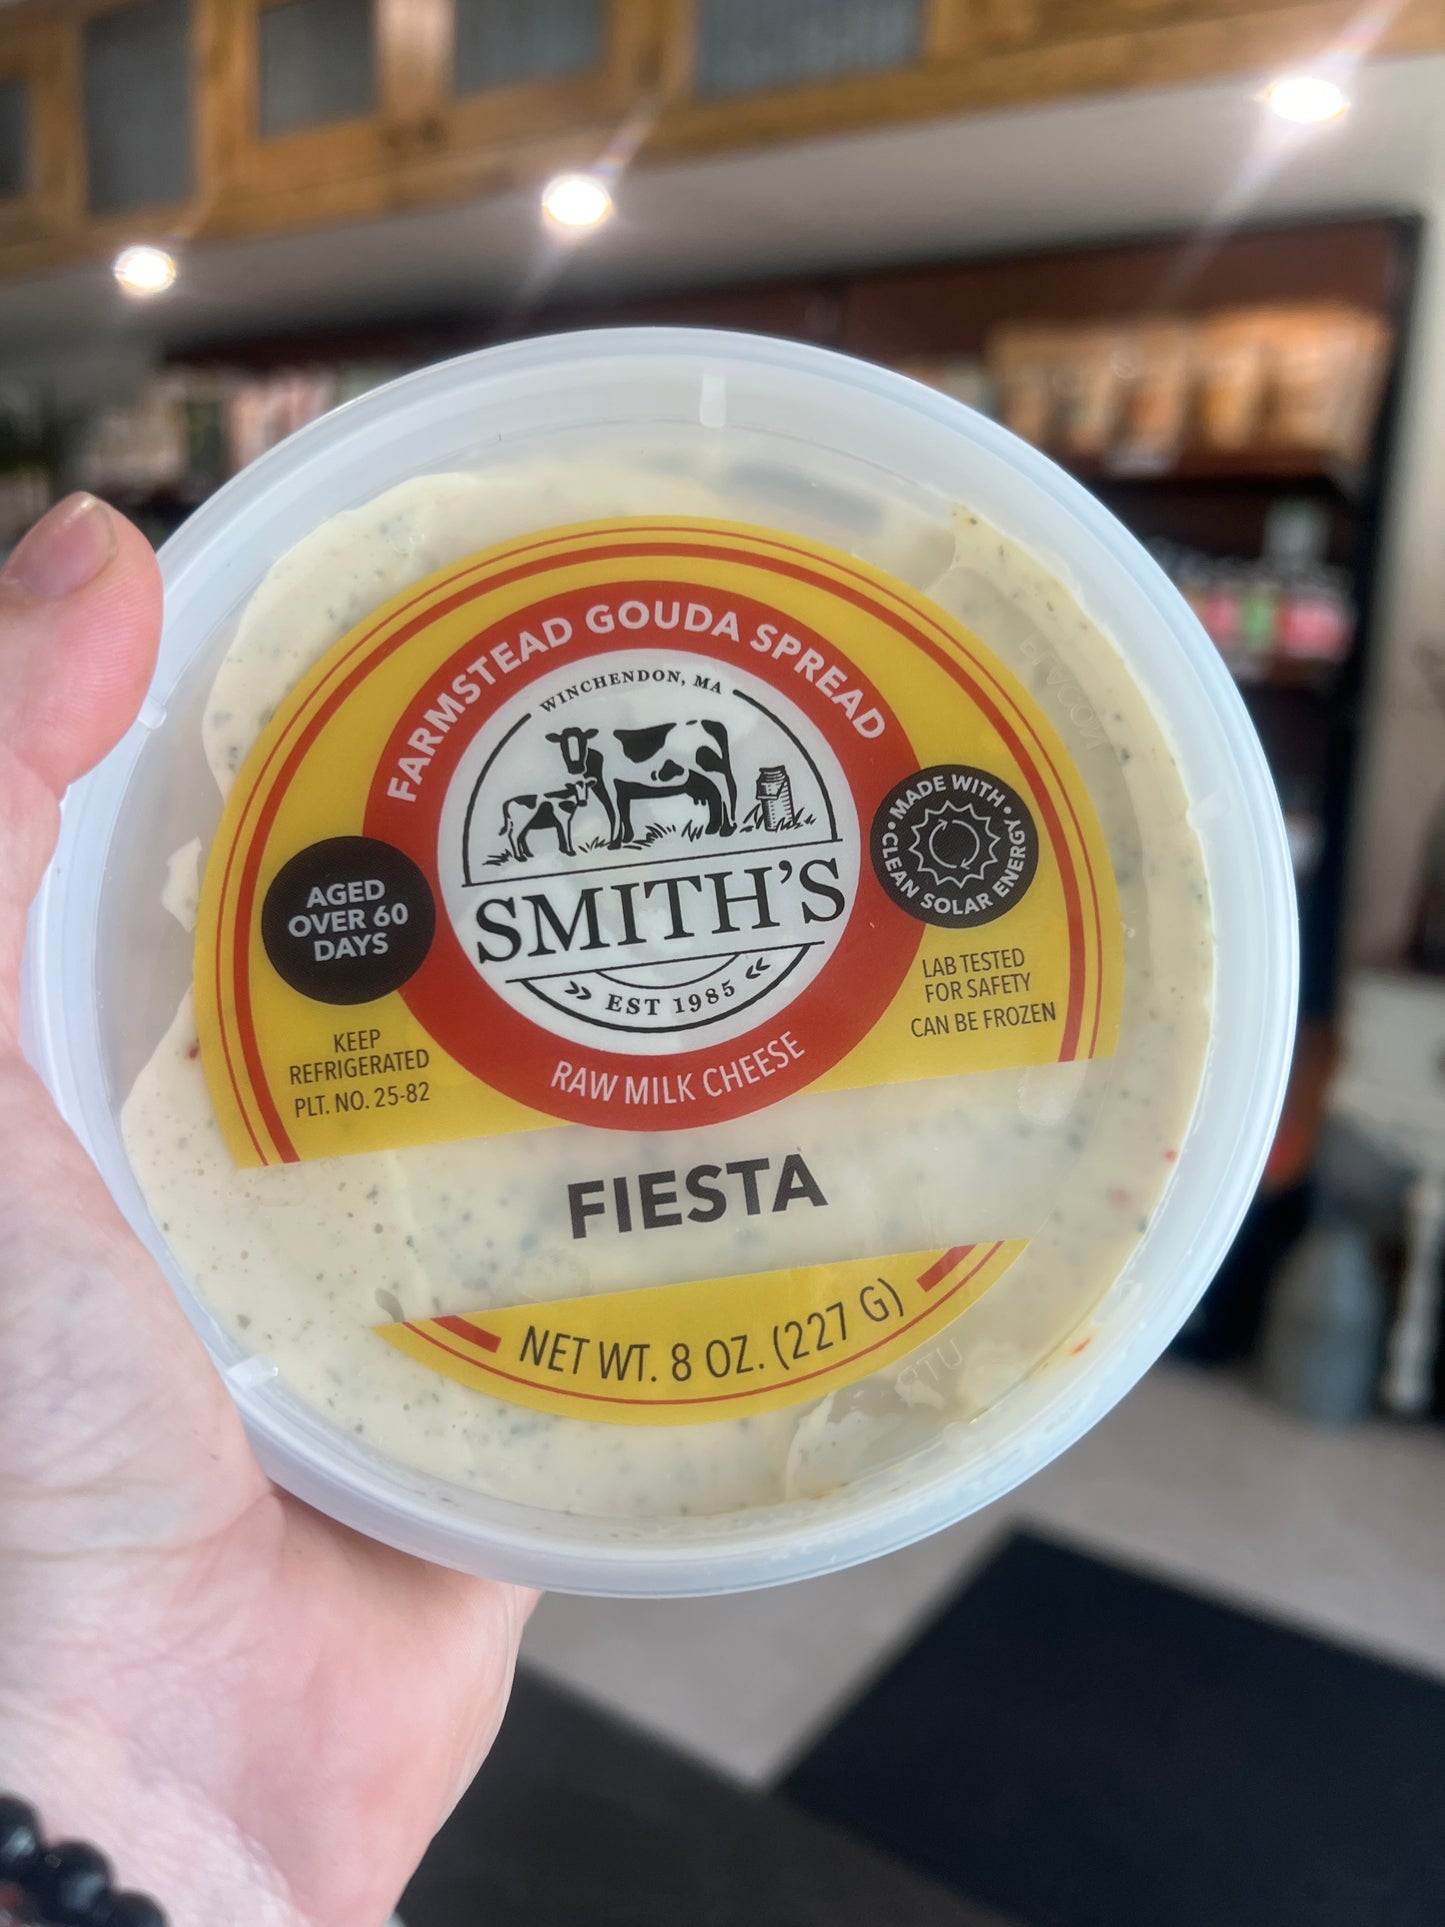 FARMSTEAD GOUDA SPREAD
WINCHENDON, MA
SMITH'S
EST 1985
RAW MILK CHEESE
AGED
OVER 60
DAYS
KEEP
REFRIGERATED
PLT. NO. 25-82
• MADE WITH •
CLEAN SOLAR ENERGY
LAB TESTED
FOR SAFETY
CAN BE FROZEN
FIESTA
NET WT. 8 OZ. (227 G)